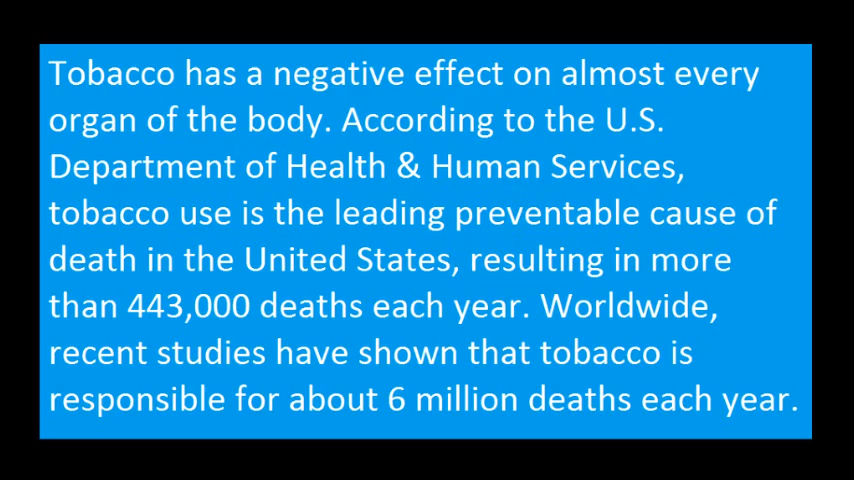 Tobacco has a negative effect on almost every
organ of the body. According to the U.S.
Department of Health & Human Services,
tobacco use is the leading preventable cause of
death in the United States, resulting in more
than 443,000 deaths each year. Worldwide,
recent studies have shown that tobacco is
responsible for about 6 million deaths each year.